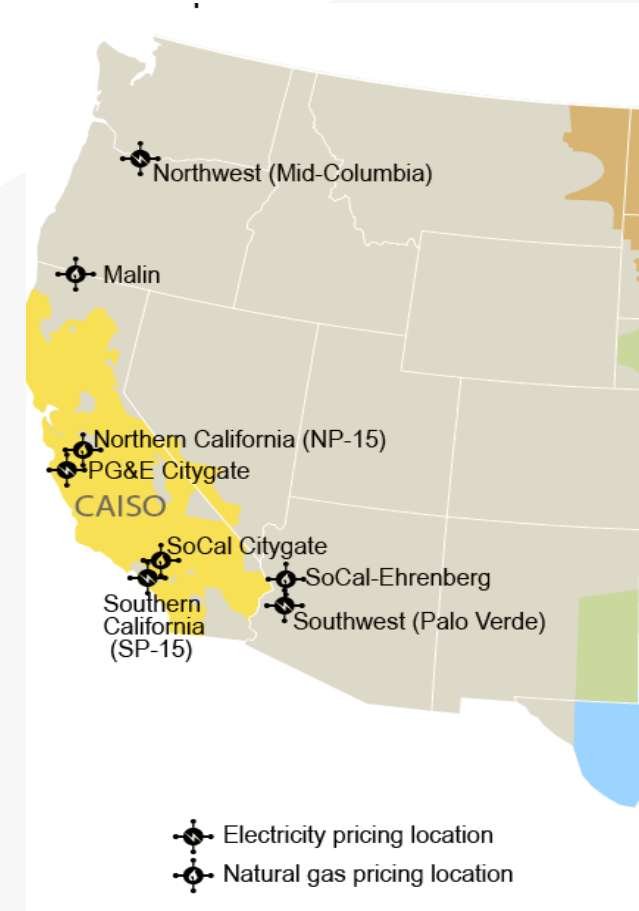 Northwest (Mid-Columbia)
Malin
Northern California (NP-15)
PG&E Citygate
CAISO
SoCal Citygate
SoCal-Ehrenberg
Southern
California
(SP-15)
Southwest (Palo Verde)
Electricity pricing location
Natural gas pricing location